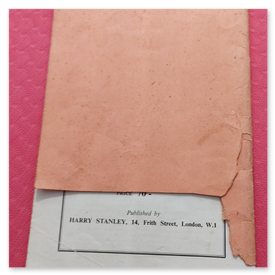 Published by
HARRY STANLEY, 14, Frith Street, London, W.1